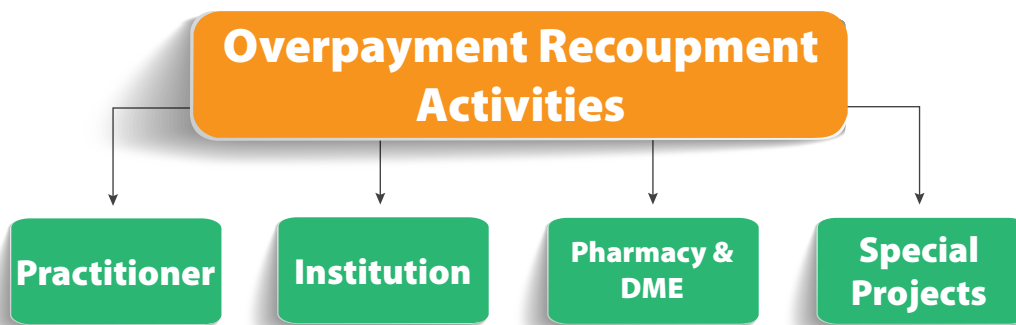 Overpayment Recoupment
Activities
Practitioner
Institution
Pharmacy &
DME
Special
Projects